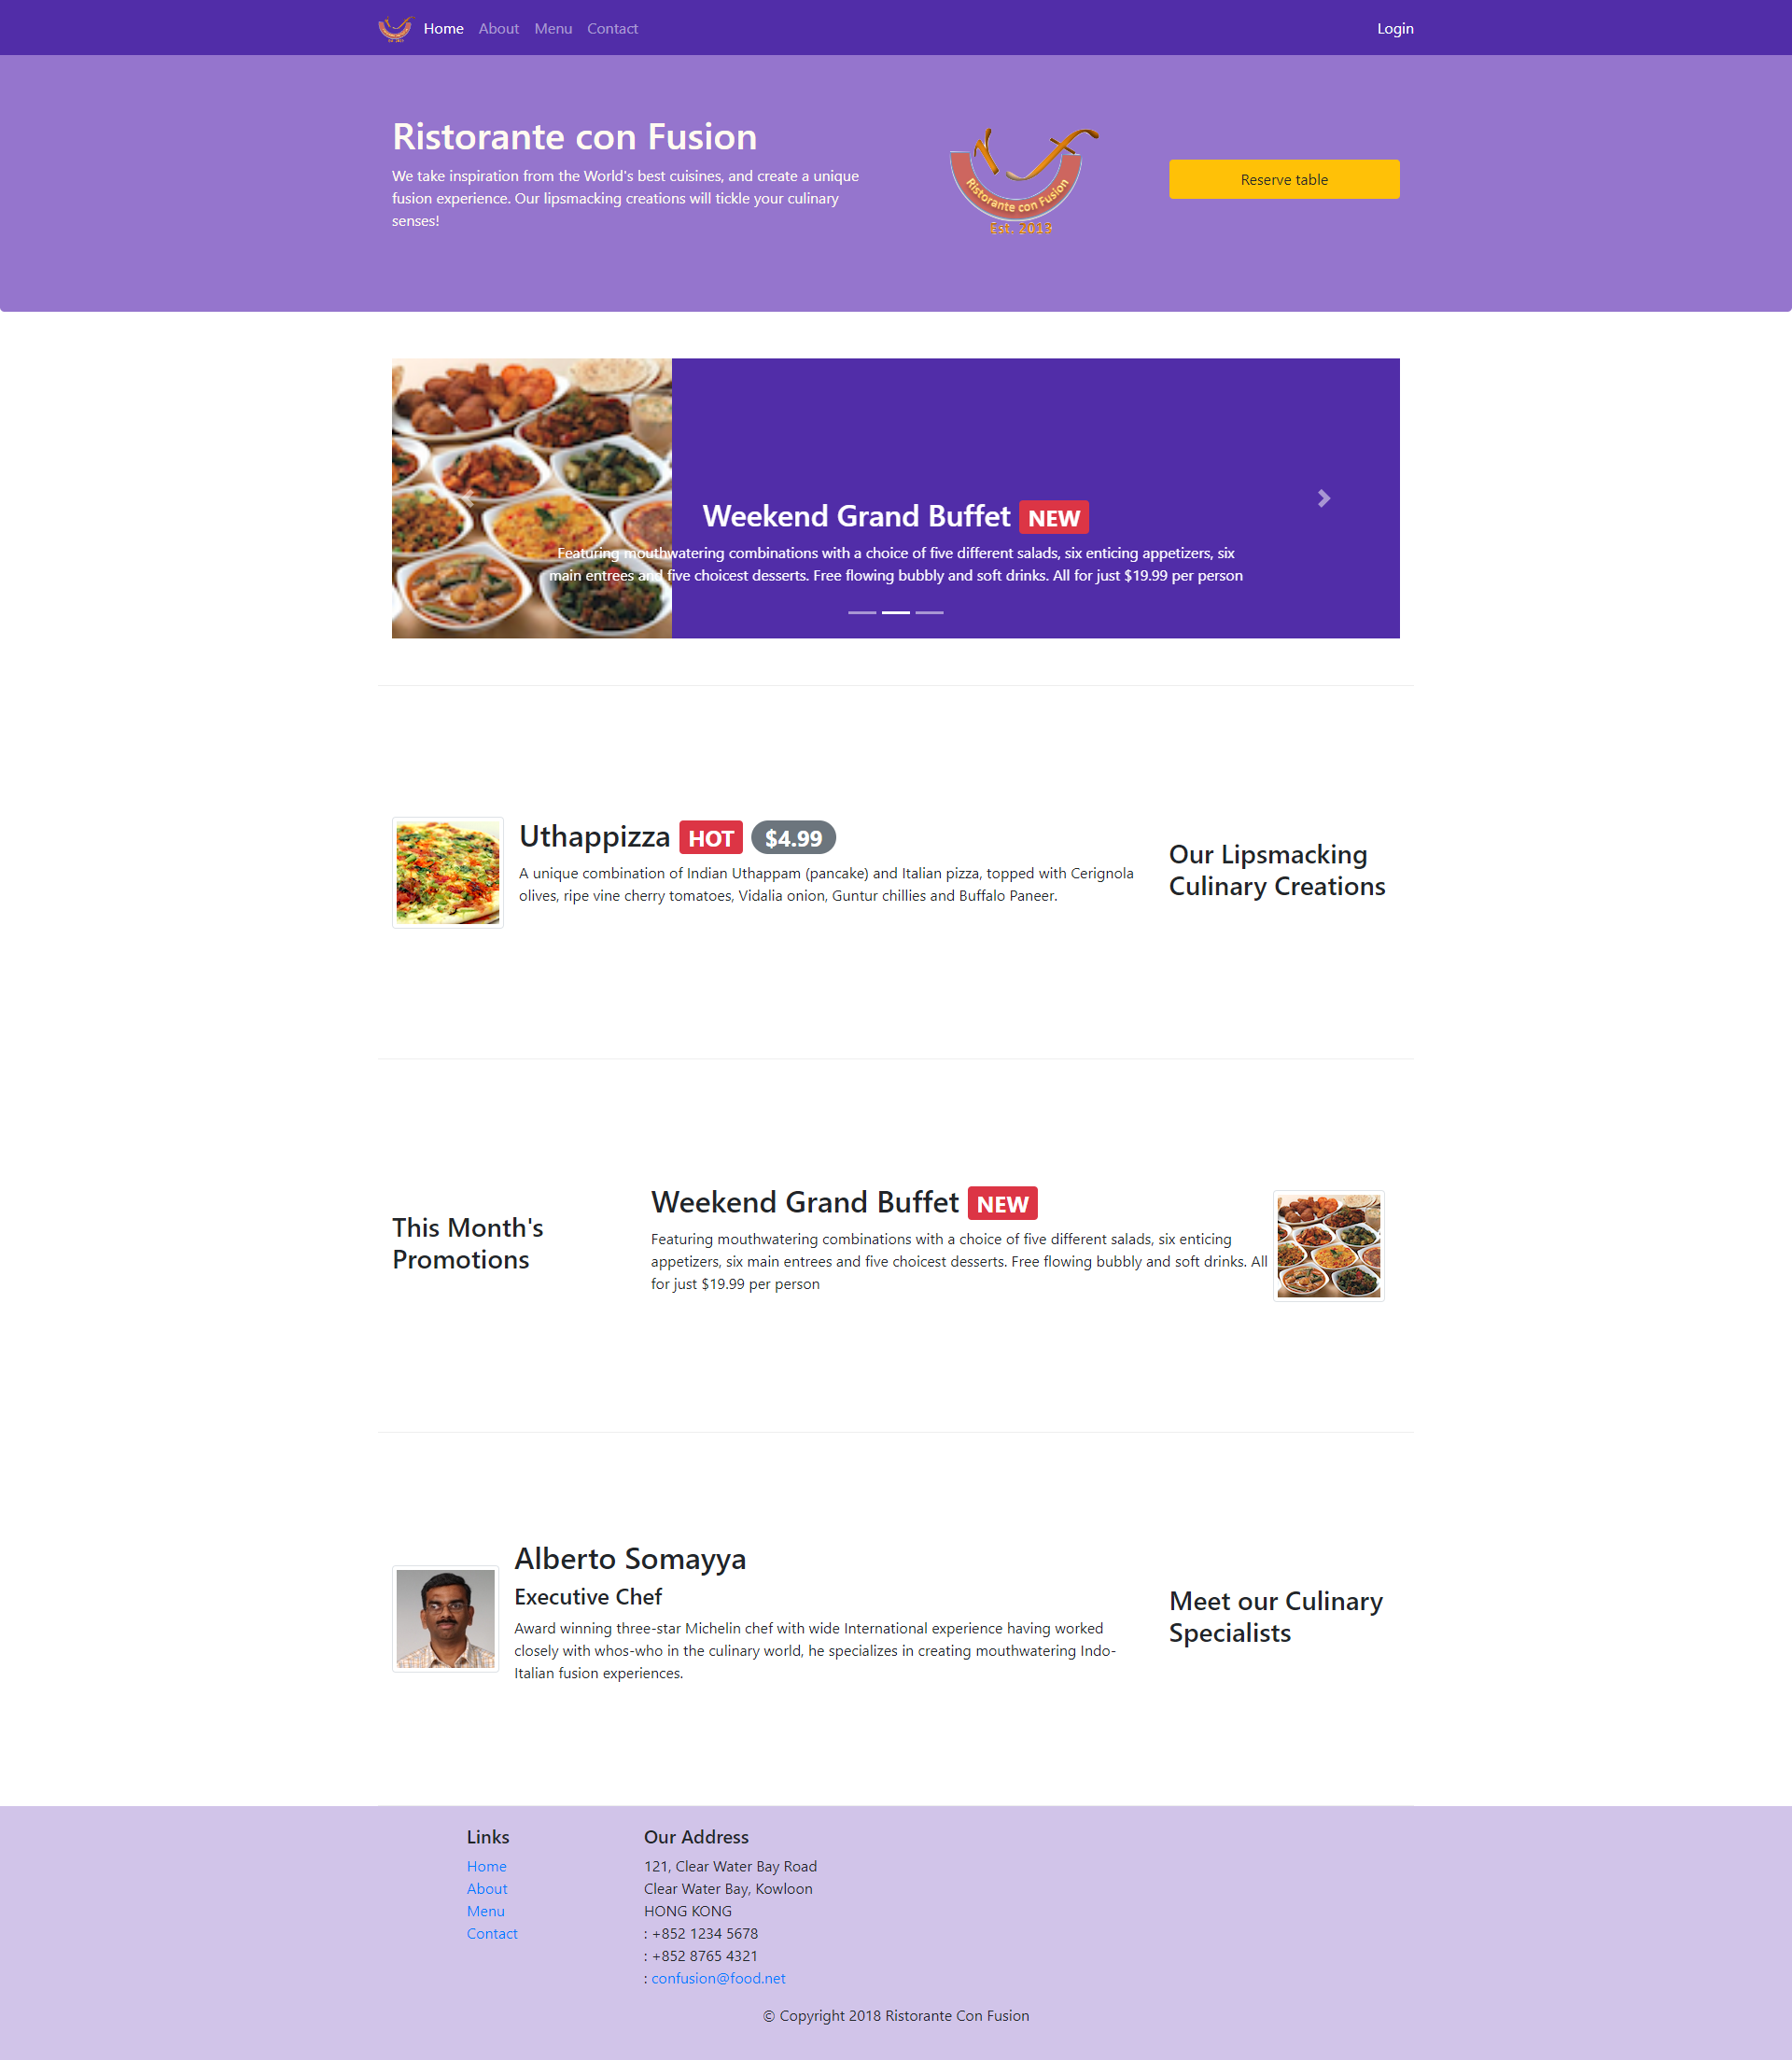 Home About Menu Contact Login
Ristorante con Fusion
We take inspiration from the World's best cuisines, and create a unique
fusion experience. Our lipsmacking creations will tickle your culinary
senses!
Ristorante con Fusion
Est. 2019
Reserve table
Weekend Grand Buffet NEW
Featuring mouthwatering combinations with a choice of five different salads, six enticing appetizers, six
main entrees and five choicest desserts. Free flowing bubbly and soft drinks. All for just $19.99 per person
Uthappizza HOT $4.99
A unique combination of Indian Uthappam (pancake) and Italian pizza, topped with Cerignola
olives, ripe vine cherry tomatoes, Vidalia onion, Guntur chillies and Buffalo Paneer.
Our Lipsmacking
Culinary Creations
This Month's
Promotions
Weekend Grand Buffet NEW
Featuring mouthwatering combinations with a choice of five different salads, six enticing
appetizers, six main entrees and five choicest desserts. Free flowing bubbly and soft drinks. All
for just $19.99 per person
Alberto Somayya
Executive Chef
Award winning three-star Michelin chef with wide International experience having worked
closely with whos-who in the culinary world, he specializes in creating mouthwatering Indo-
Italian fusion experiences.
Meet our Culinary
Specialists
Links
Home
About
Menu
Contact
Our Address
121, Clear Water Bay Road
Clear Water Bay, Kowloon
HONG KONG
: +852 1234 5678
: +852 8765 4321
: confusion@food.net
© Copyright 2018 Ristorante Con Fusion